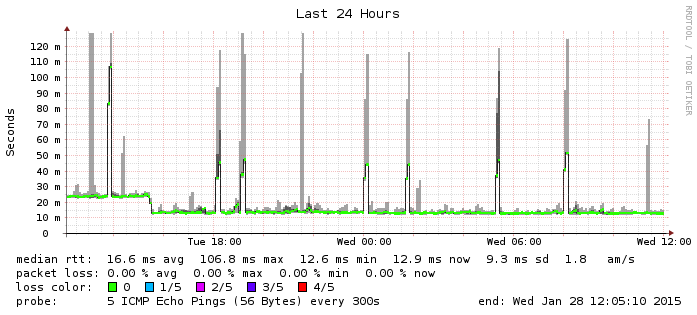 Last 24 Hours
RRDTOOL / TOBI OETIKER
Seconds
120 m
110 m
100 m
90 m
80 m
70 m
60 m
50 m
40 m
30 m
20 m
10 m
0
Tue 18:00 Wed 00:00 Wed 06:00 Wed 12:00
median rtt: 16.6 ms avg 106.8 ms max 12.6 ms min 12.9 ms now 9.3 ms sd 1.8 am/s
packet loss: 0.00 % avg 0.00 % max 0.00 % min 0.00 % now
loss color: 0 1/5 2/5 3/5 4/5
probe: 5 ICMP Echo Pings (56 Bytes) every 300s end: Wed Jan 28 12:05:10 2015